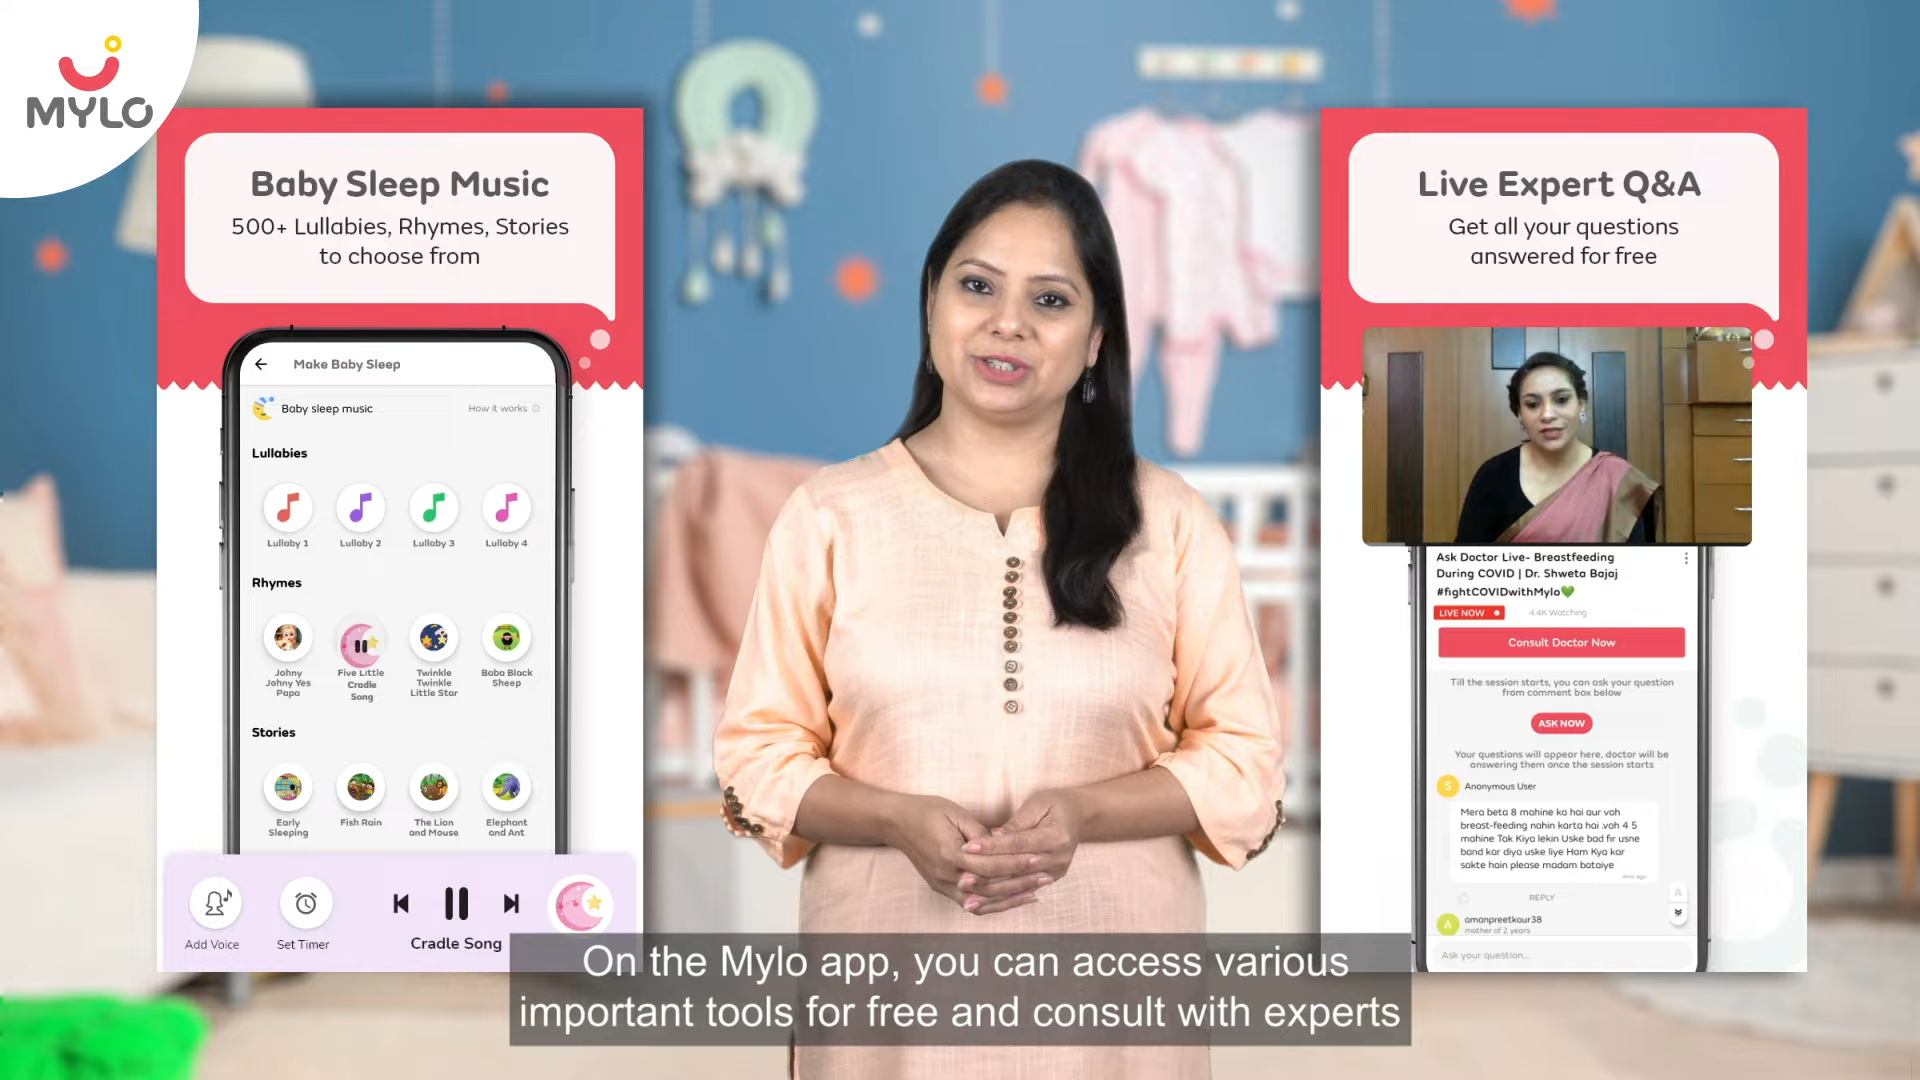 MYLO
Baby Sleep Music
500+ Lullabies, Rhymes, Stories
to choose from
Make Baby Sleep
Baby sleep music
How it works
Lullabies
Lullaby 1
Lullaby 2
Lullaby 3
Lullaby 4
Rhymes
Johny
Johny Yes
Papa
Five Little
Cradle
Song
Twinkle
Twinkle
Little Star
Baba Black
Sheep
Stories
Early
Sleeping
Fish Rain
The Lion
and Mouse
Elephant
and Ant
Add Voice
Set Timer
Cradle Song
Live Expert Q&A
Get all your questions
answered for free
Ask Doctor Live- Breastfeeding
During COVID | Dr. Shweta Bajaj
#fightCOVIDwithMylo💚
LIVE NOW
4.4K Watching
Consult Doctor Now
Till the session starts, you can ask your question
from comment box below
ASK NOW
Your questions will appear here, doctor will be
answering them once the session starts
S
Anonymous User
Mera beta 8 mahine ka hai aur vah
breast-feeding nahin karta hai .vah 4 5
mahine Tak Kiya lekin Uske bad fir usne
band kar diya uske liye Ham Kya kar
sakte hain please madam bataiye
4mo ago
REPLY
A
amanpreetkaur38
mother of 2 years
Ask your question...
On the Mylo app, you can access various
important tools for free and consult with experts